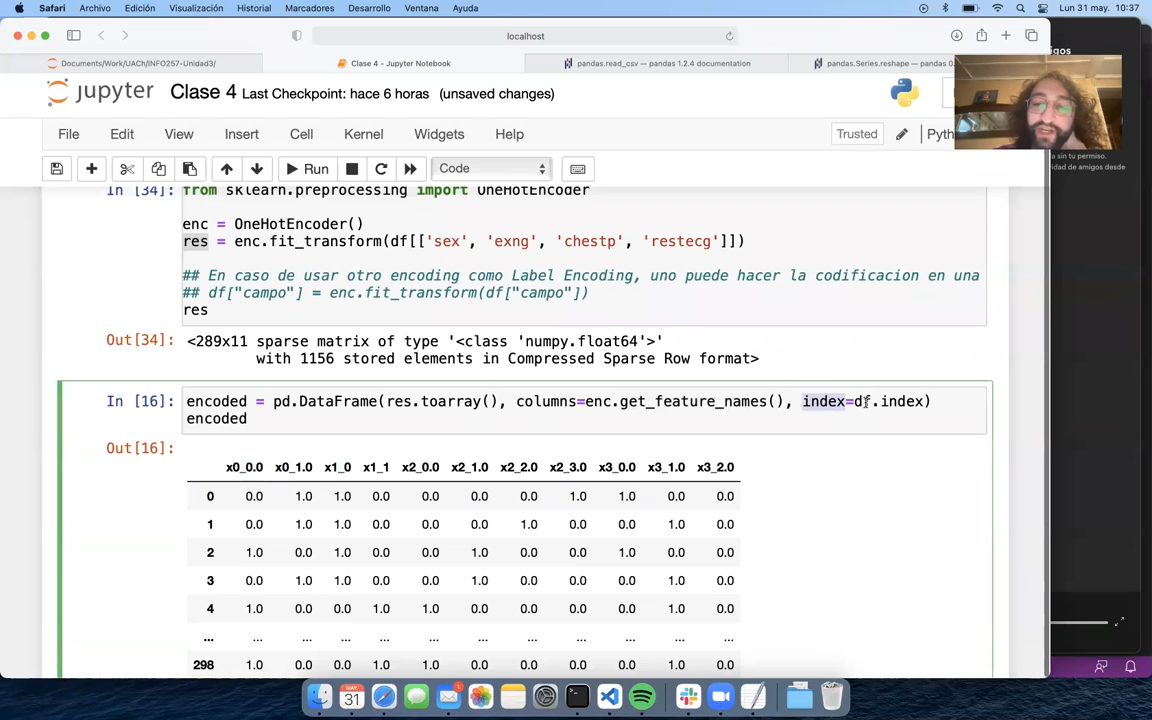 Safari Archivo Edición Visualización Historial Marcadores Desarrollo Ventana Ayuda Lun 31 may. 10:37
localhost
Documents/Work/UACh/INFO257-Unidad3/ Clase 4 - Jupyter Notebook pandas.read_csv — pandas 1.2.4 documentation pandas.Series.reshape — pandas 0.
jupyter Clase 4 Last Checkpoint: hace 6 horas (unsaved changes)
File Edit View Insert Cell Kernel Widgets Help Trusted Pyth
Run Code
a sin tu permiso.
idad de amigos desde
In [34]: from sklearn.preprocessing import OneHotEncoder
enc = OneHotEncoder()
res = enc.fit_transform(df[['sex', 'exng', 'chestp', 'restecg']])
## En caso de usar otro encoding como Label Encoding, uno puede hacer la codificacion en una
## df["campo"] = enc.fit_transform(df["campo"])
res
Out[34]: <289x11 sparse matrix of type '<class 'numpy.float64'>'
with 1156 stored elements in Compressed Sparse Row format>
In [16]: encoded = pd.DataFrame(res.toarray(), columns=enc.get_feature_names(), index=df.index)
encoded
Out[16]:
x0_0.0 x0_1.0 x1_0 x1_1 x2_0.0 x2_1.0 x2_2.0 x2_3.0 x3_0.0 x3_1.0 x3_2.0
0 0.0 1.0 1.0 0.0 0.0 0.0 0.0 1.0 1.0 0.0 0.0
1 0.0 1.0 1.0 0.0 0.0 0.0 1.0 0.0 0.0 1.0 0.0
2 1.0 0.0 1.0 0.0 0.0 1.0 0.0 0.0 1.0 0.0 0.0
3 0.0 1.0 1.0 0.0 0.0 1.0 0.0 0.0 0.0 1.0 0.0
4 1.0 0.0 0.0 1.0 1.0 0.0 0.0 0.0 0.0 1.0 0.0
... ... ... ... ... ... ... ... ... ... ... ...
298 1.0 0.0 0.0 1.0 1.0 0.0 0.0 0.0 0.0 1.0 0.0